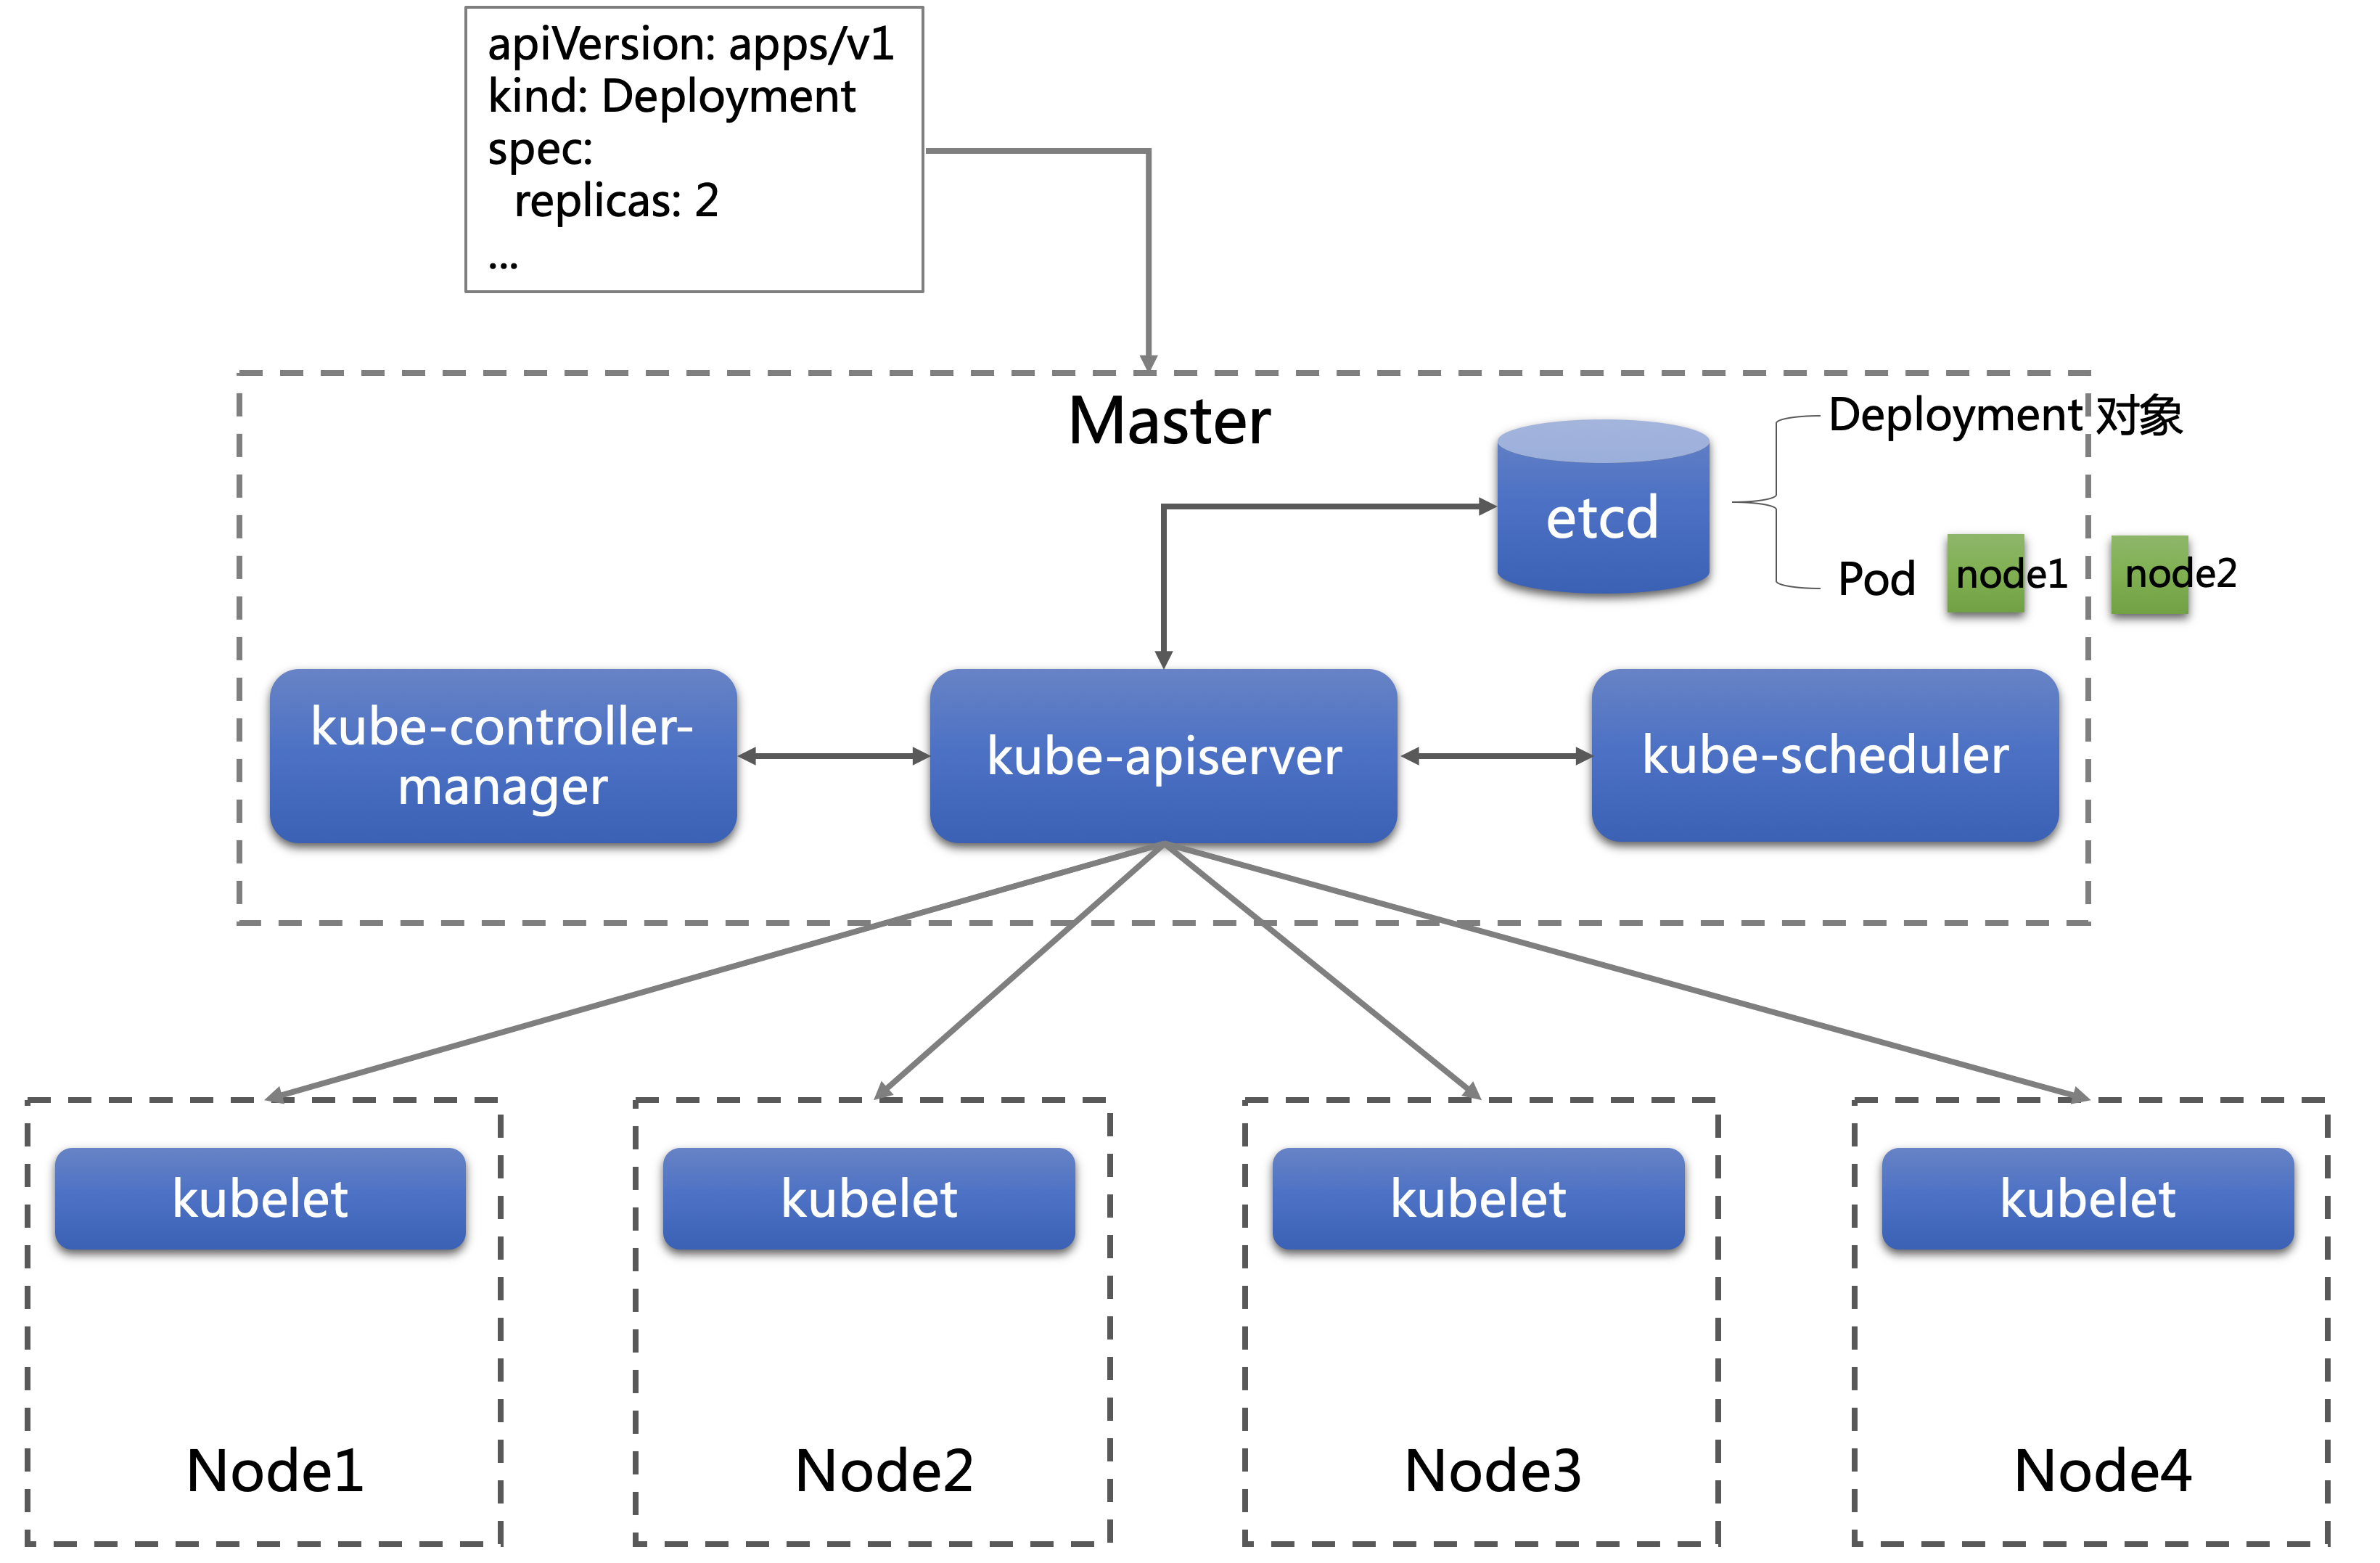 apiVersion: apps/v1
kind: Deployment
spec:
  replicas: 2
...
Master
Deployment 对象
etcd
Pod
node1
node2
kube-controller-
manager
kube-apiserver
kube-scheduler
kubelet
kubelet
kubelet
kubelet
Node1
Node2
Node3
Node4